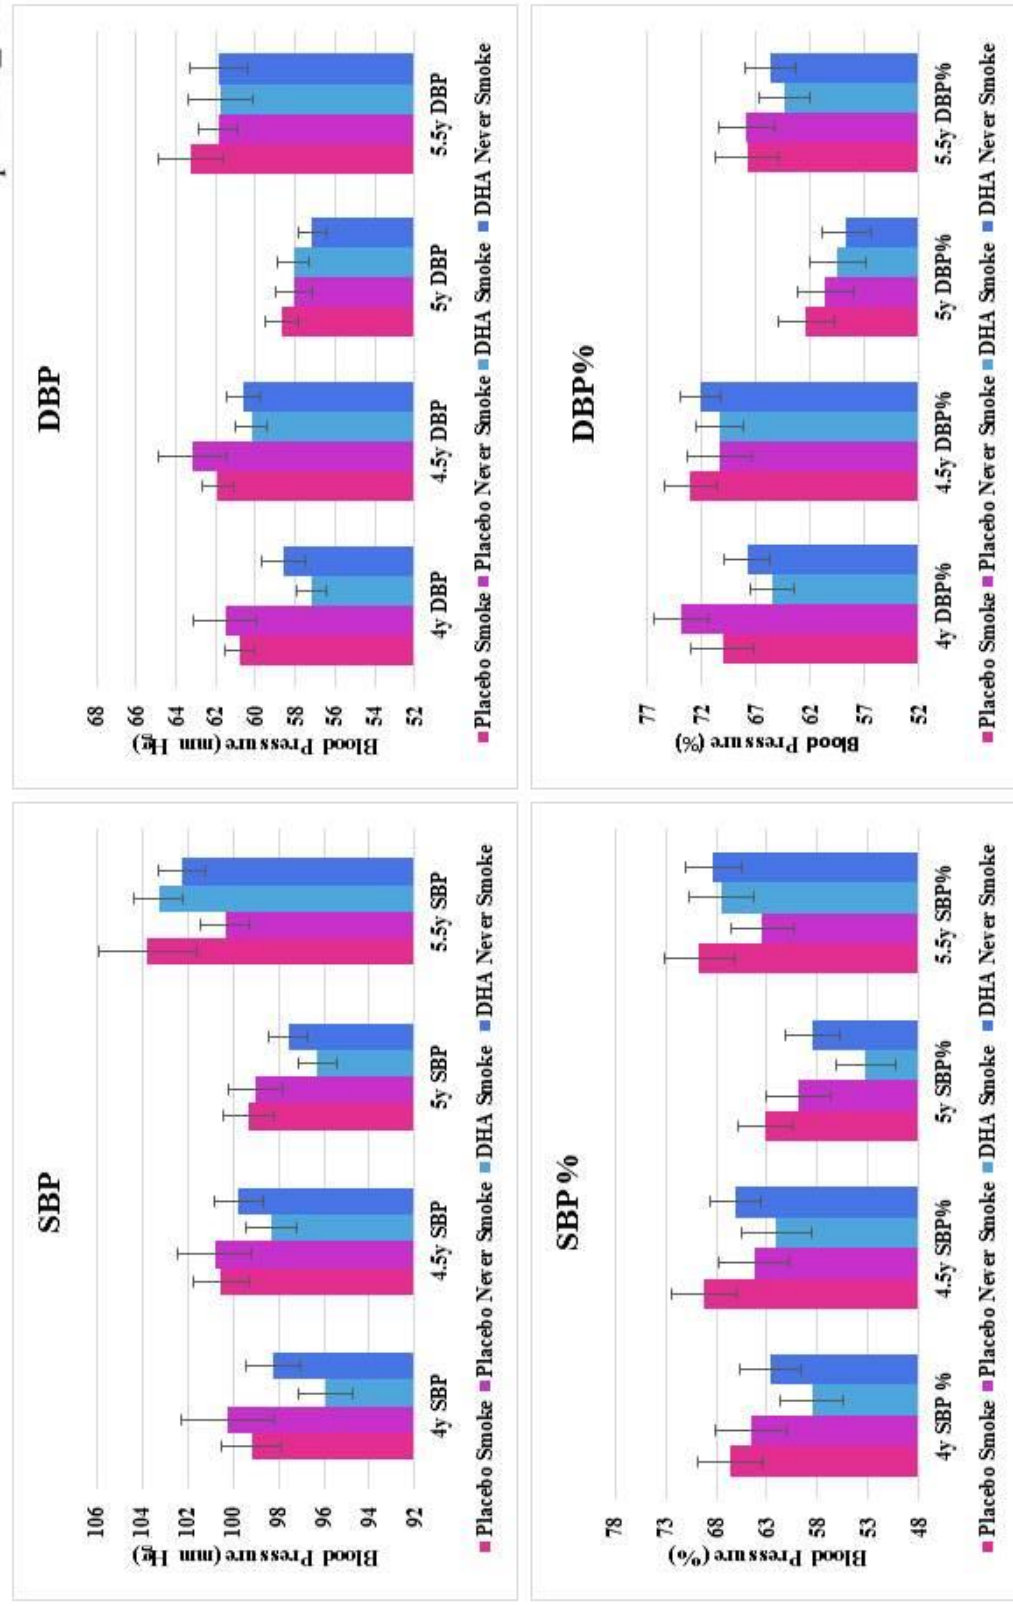 SBP
106
104
102
100
98
96
94
92
Blood Pressure (mm Hg)
4y SBP
4.5y SBP
5y SBP
5.5y SBP
Placebo Smoke Placebo Never Smoke DHA Smoke DHA Never Smoke
DBP
68
66
64
62
60
58
56
54
52
Blood Pressure (mm Hg)
4y DBP
4.5y DBP
5y DBP
5.5y DBP
Placebo Smoke Placebo Never Smoke DHA Smoke DHA Never Smoke
SBP %
78
73
68
63
58
53
48
Blood Pressure (%)
4y SBP %
4.5y SBP%
5y SBP%
5.5y SBP%
Placebo Smoke Placebo Never Smoke DHA Smoke DHA Never Smoke
DBP%
77
72
67
62
57
52
Blood Pressure (%)
4y DBP%
4.5y DBP%
5y DBP%
5.5y DBP%
Placebo Smoke Placebo Never Smoke DHA Smoke DHA Never Smoke